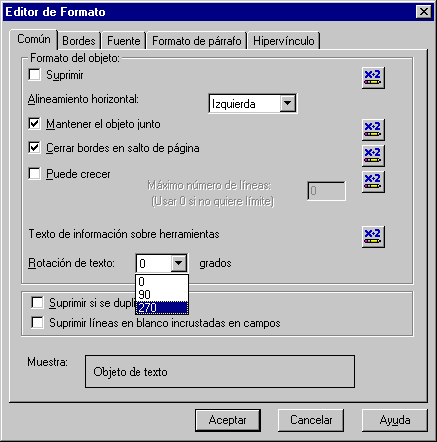 Editor de Formato
Común Bordes Fuente Formato de párrafo Hipervínculo
Formato del objeto:
Suprimir X·2
Alineamiento horizontal: Izquierda
Mantener el objeto junto X·2
Cerrar bordes en salto de página X·2
Puede crecer X·2
Máximo número de líneas: 0
(Usar 0 si no quiere límite)
Texto de información sobre herramientas X·2
Rotación de texto: 0 grados
0
90
270
Suprimir si se dupli
Suprimir líneas en blanco incrustadas en campos
Muestra: Objeto de texto
Aceptar Cancelar Ayuda